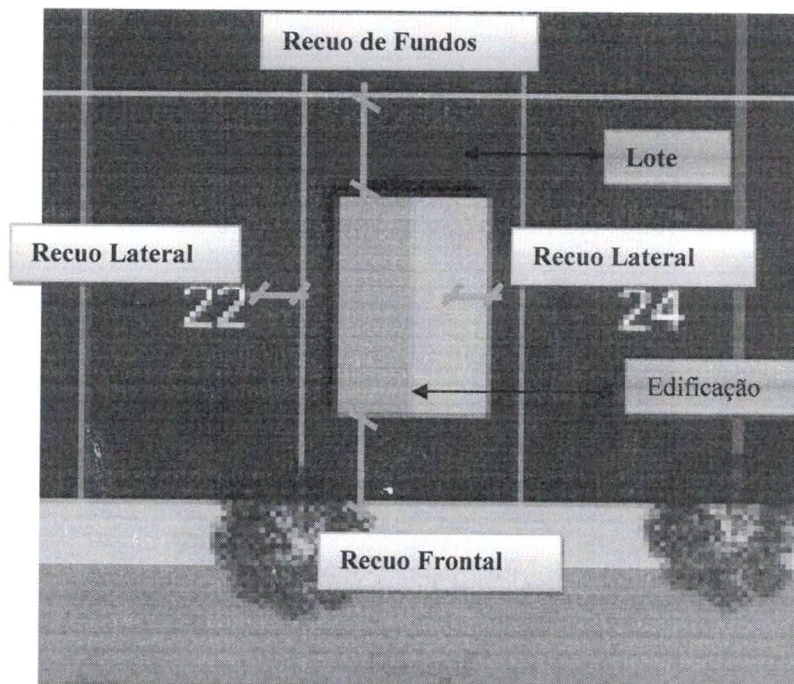 Recuo de Fundos
Lote
Recuo Lateral
Recuo Lateral
22
24
Edificação
Recuo Frontal